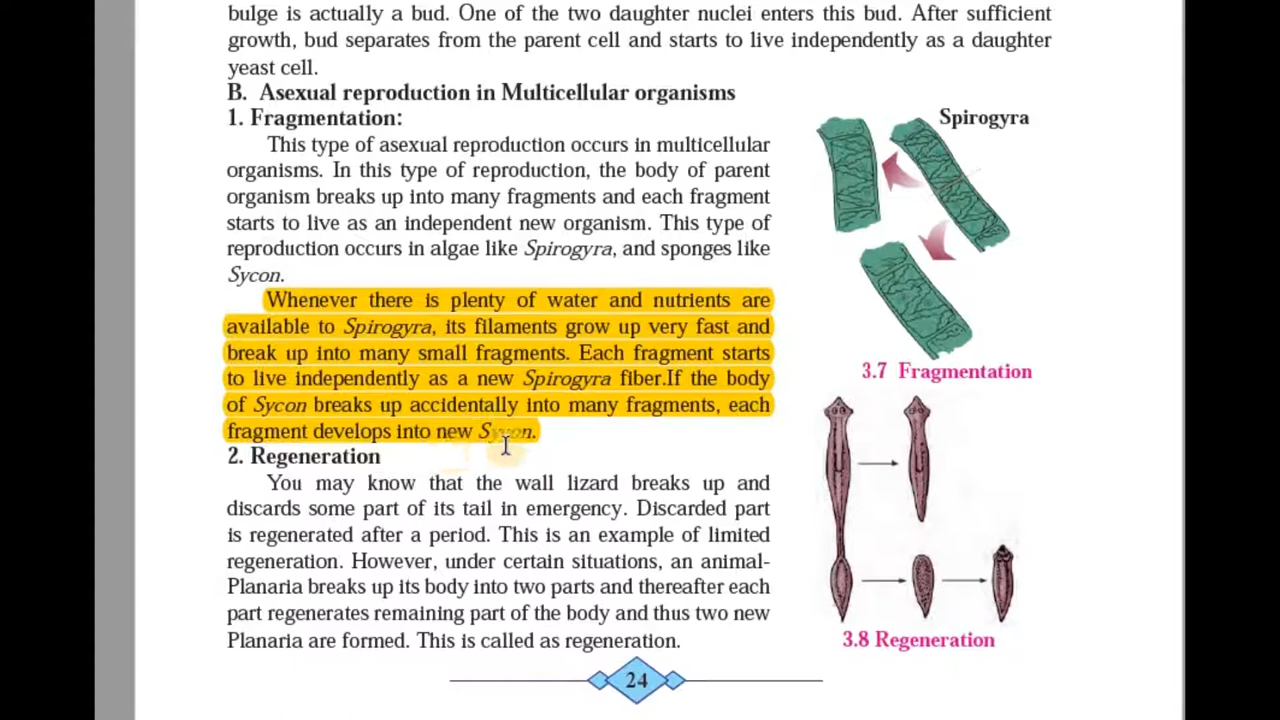 bulge is actually a bud. One of the two daughter nuclei enters this bud. After sufficient
growth, bud separates from the parent cell and starts to live independently as a daughter
yeast cell.
B. Asexual reproduction in Multicellular organisms
1. Fragmentation:
This type of asexual reproduction occurs in multicellular
organisms. In this type of reproduction, the body of parent
organism breaks up into many fragments and each fragment
starts to live as an independent new organism. This type of
reproduction occurs in algae like Spirogyra, and sponges like
Sycon.
Whenever there is plenty of water and nutrients are
available to Spirogyra, its filaments grow up very fast and
break up into many small fragments. Each fragment starts
to live independently as a new Spirogyra fiber.If the body
of Sycon breaks up accidentally into many fragments, each
fragment develops into new Sycon.
2. Regeneration
You may know that the wall lizard breaks up and
discards some part of its tail in emergency. Discarded part
is regenerated after a period. This is an example of limited
regeneration. However, under certain situations, an animal-
Planaria breaks up its body into two parts and thereafter each
part regenerates remaining part of the body and thus two new
Planaria are formed. This is called as regeneration.
Spirogyra
3.7 Fragmentation
3.8 Regeneration
24